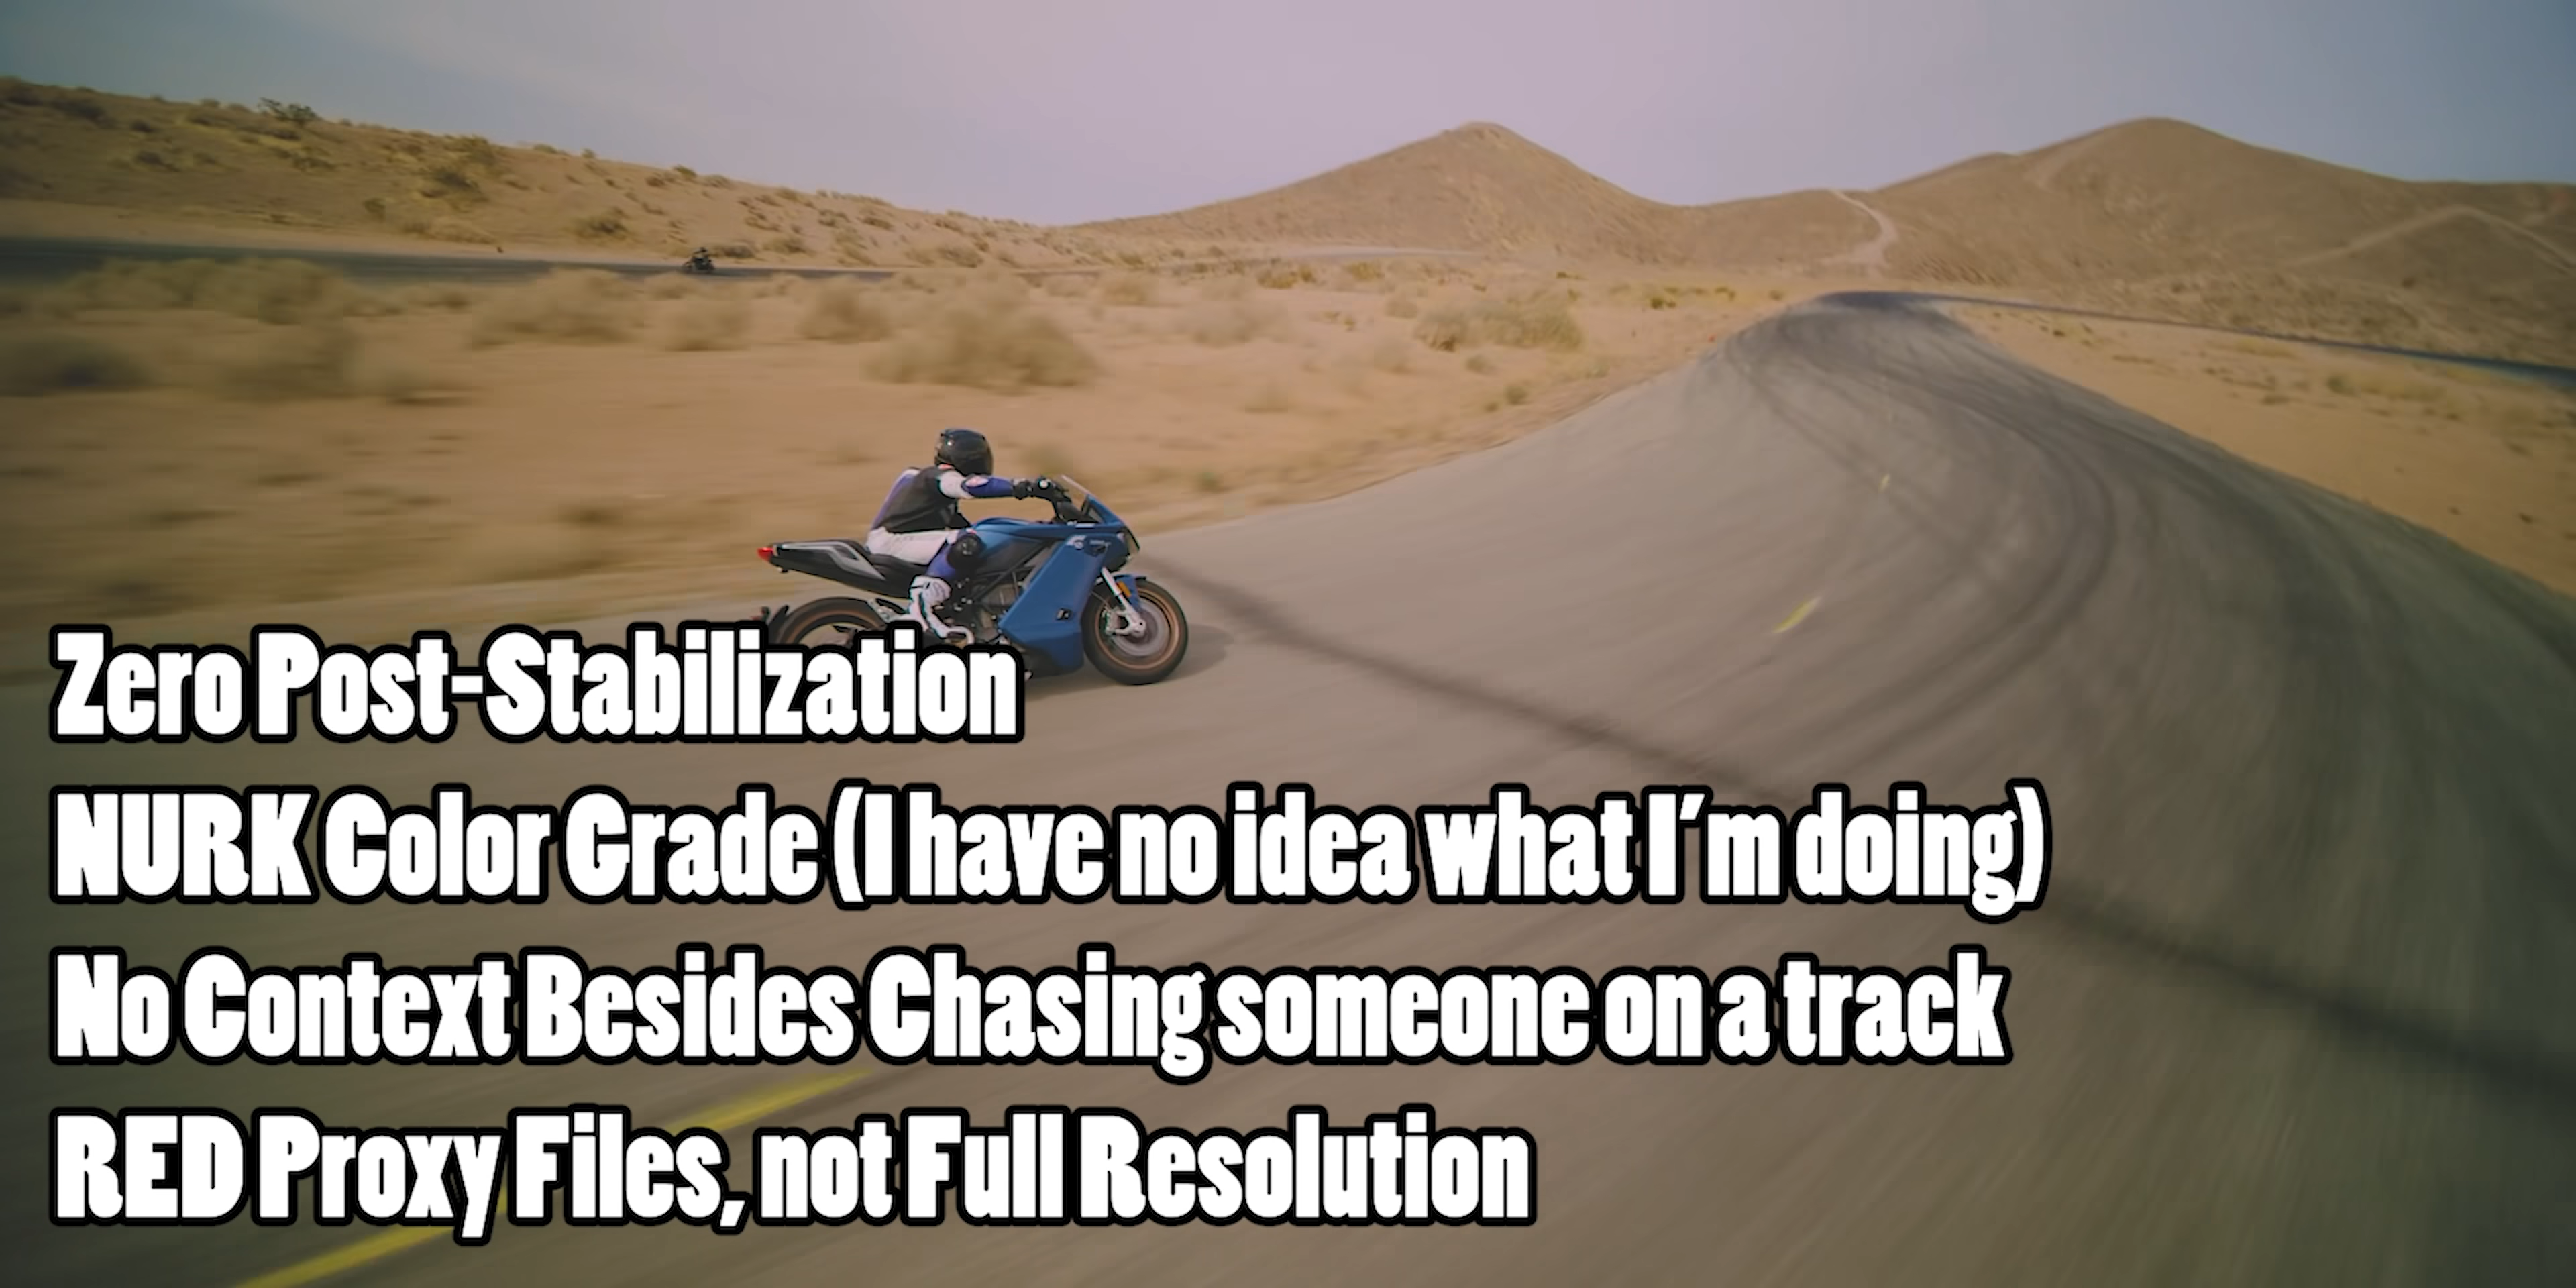 Zero Post-Stabilization
NURK Color Grade (I have no idea what I'm doing)
No Context Besides Chasing someone on a track
RED Proxy Files, not Full Resolution